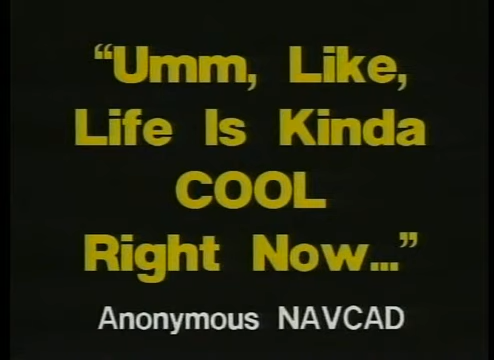 “Umm, Like,
Life Is Kinda
COOL
Right Now...”
Anonymous NAVCAD